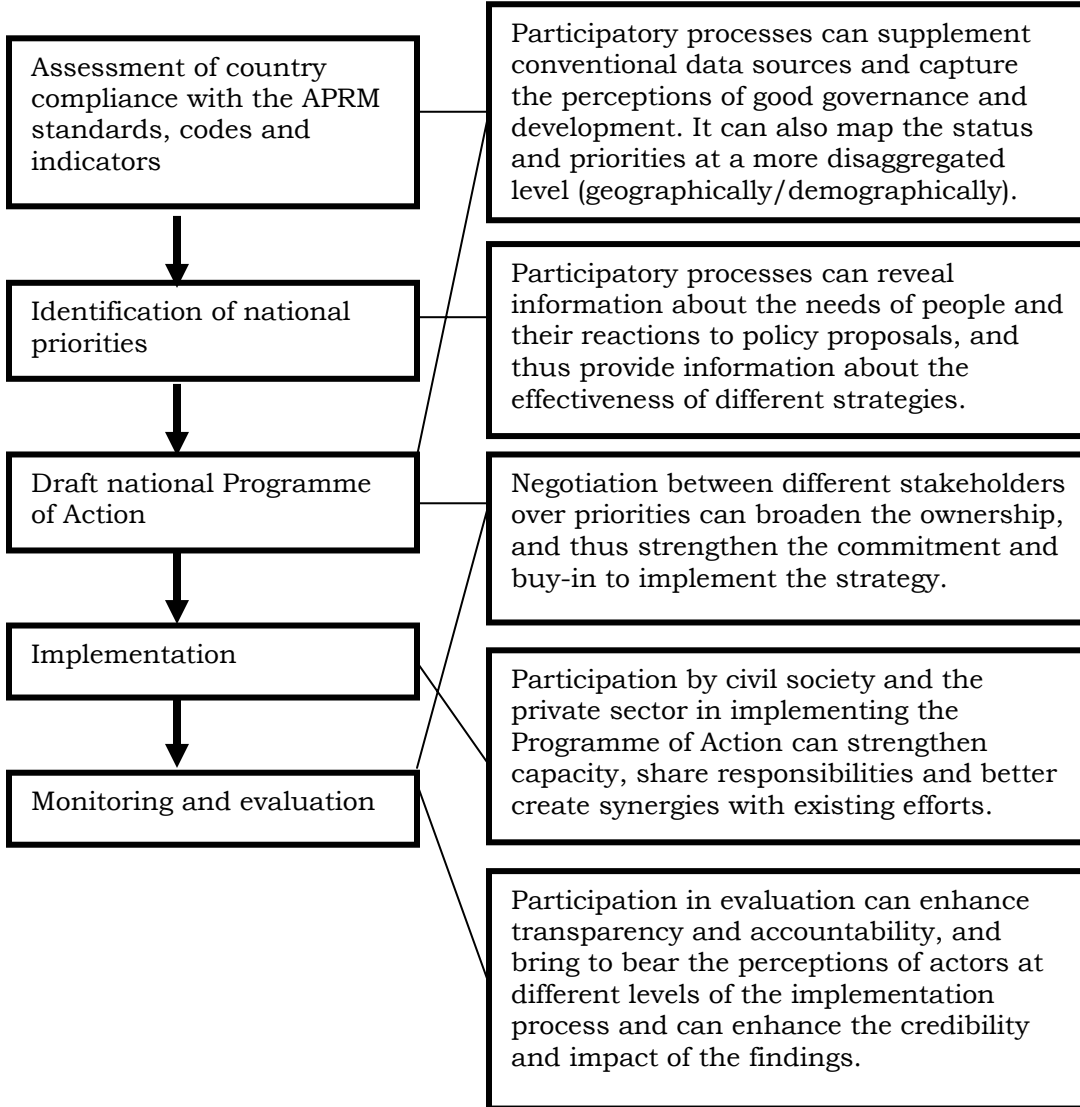 Assessment of country
compliance with the APRM
standards, codes and
indicators
Identification of national
priorities
Draft national Programme
of Action
Implementation
Monitoring and evaluation
Participatory processes can supplement
conventional data sources and capture
the perceptions of good governance and
development. It can also map the status
and priorities at a more disaggregated
level (geographically/demographically).
Participatory processes can reveal
information about the needs of people and
their reactions to policy proposals, and
thus provide information about the
effectiveness of different strategies.
Negotiation between different stakeholders
over priorities can broaden the ownership,
and thus strengthen the commitment and
buy-in to implement the strategy.
Participation by civil society and the
private sector in implementing the
Programme of Action can strengthen
capacity, share responsibilities and better
create synergies with existing efforts.
Participation in evaluation can enhance
transparency and accountability, and
bring to bear the perceptions of actors at
different levels of the implementation
process and can enhance the credibility
and impact of the findings.